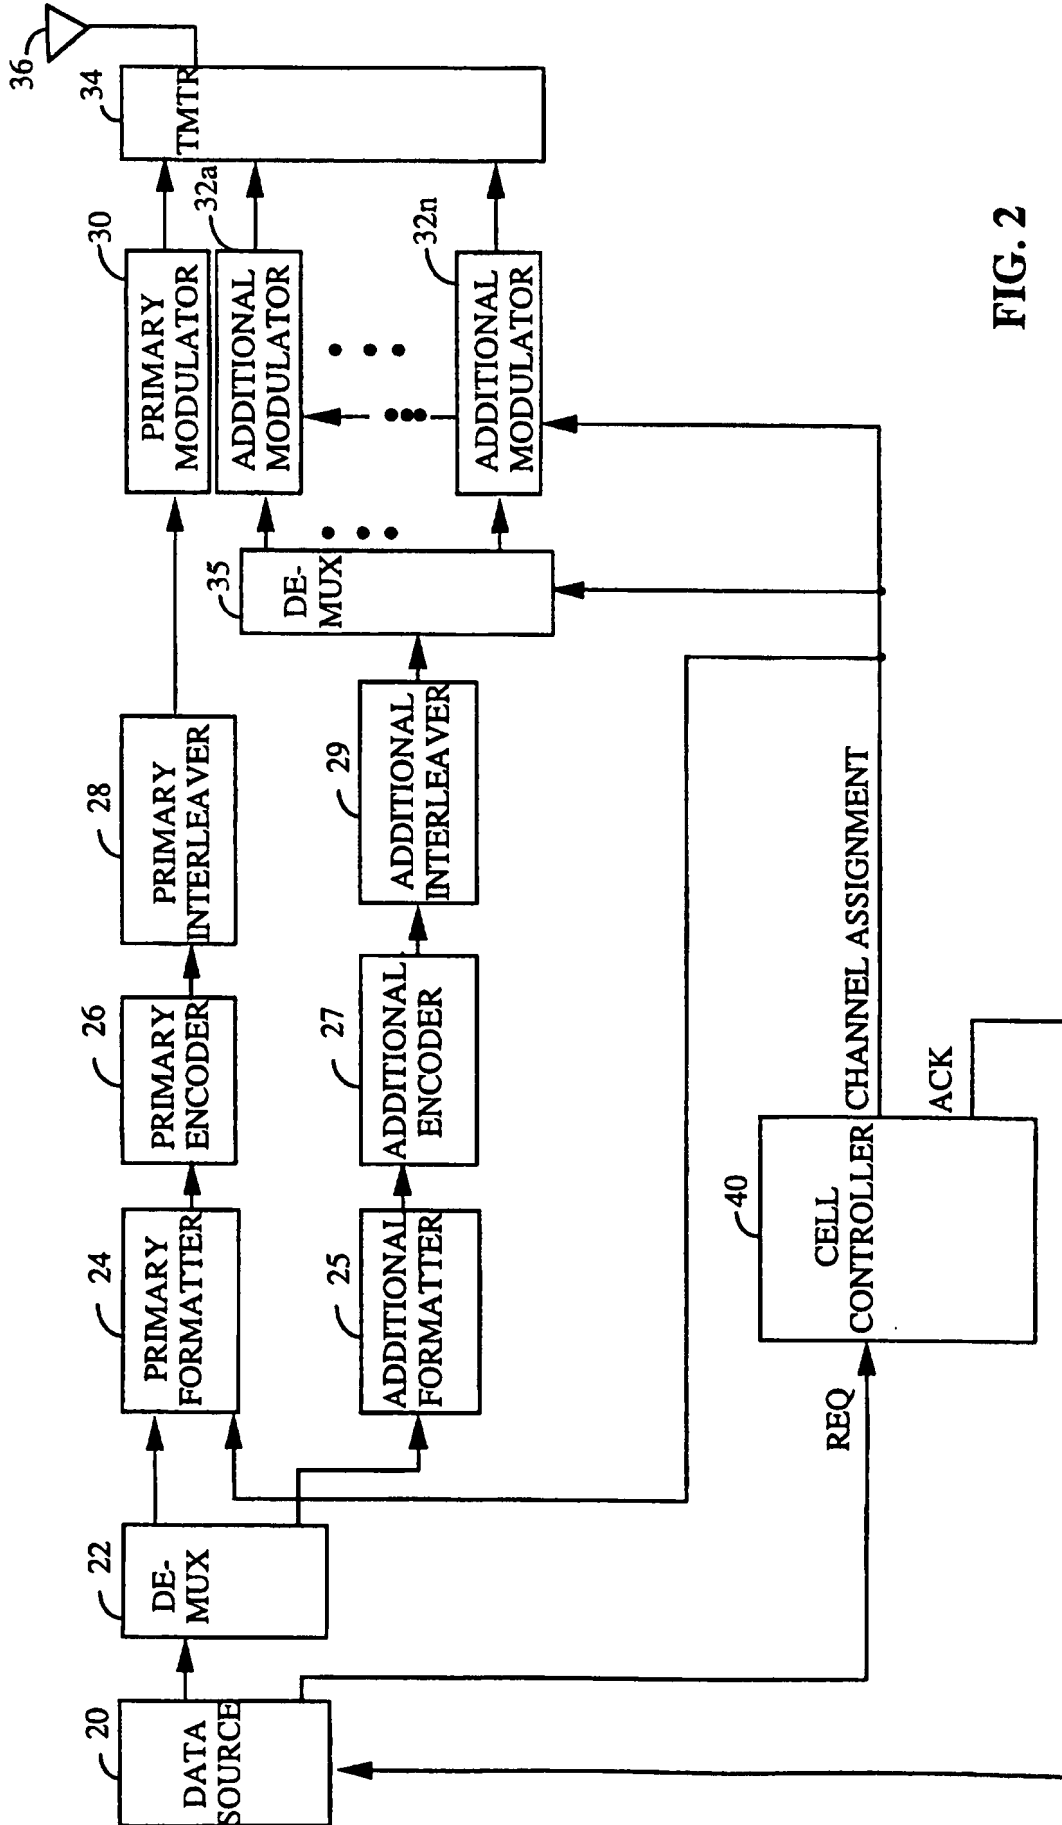 20
DATA
SOURCE
22
DE-
MUX
24
PRIMARY
FORMATTER
26
PRIMARY
ENCODER
28
PRIMARY
INTERLEAVER
30
PRIMARY
MODULATOR
34
TMTR
36
32a
ADDITIONAL
MODULATOR
25
ADDITIONAL
FORMATTER
27
ADDITIONAL
ENCODER
29
ADDITIONAL
INTERLEAVER
35
DE-
MUX
32n
ADDITIONAL
MODULATOR
REQ
40
CELL
CONTROLLER
CHANNEL ASSIGNMENT
ACK
FIG. 2